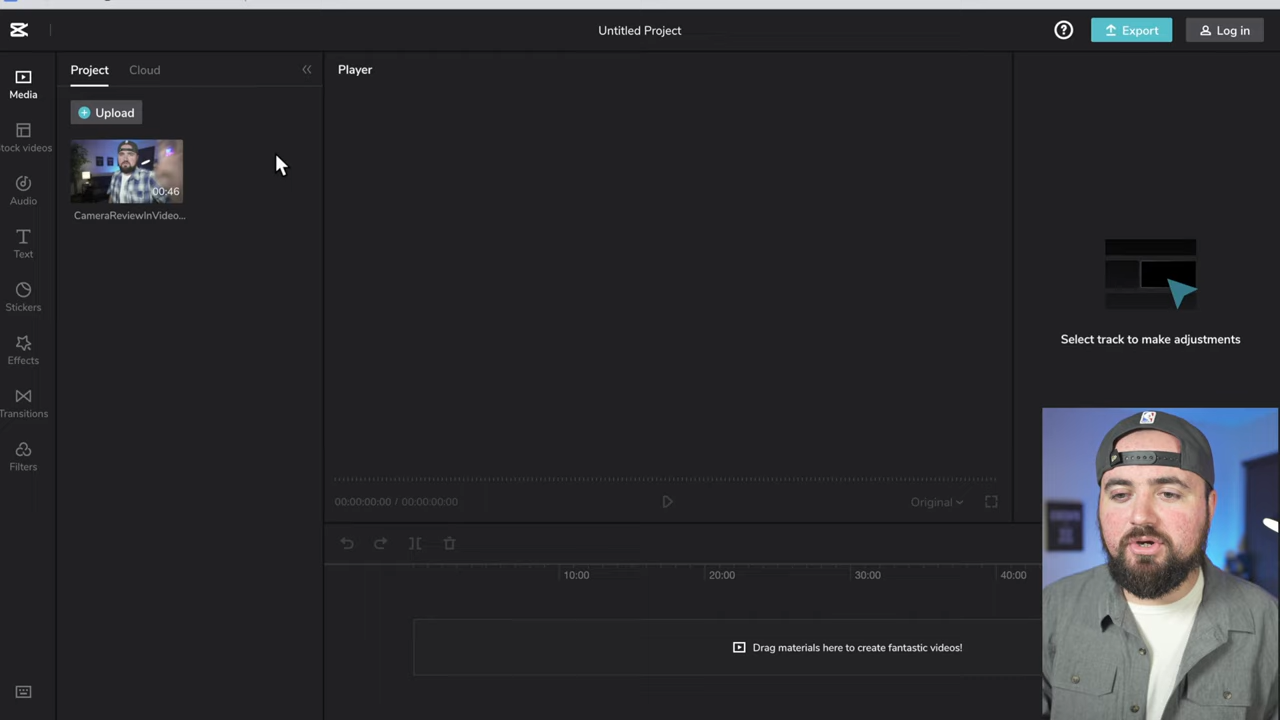 Untitled Project
Export
Log in
Project
Cloud
Player
Media
Upload
Stock videos
00:46
CameraReviewInVideo...
Audio
Text
Stickers
Effects
Transitions
Filters
Select track to make adjustments
00:00:00:00 / 00:00:00:00
Original
10:00
20:00
30:00
40:00
Drag materials here to create fantastic videos!